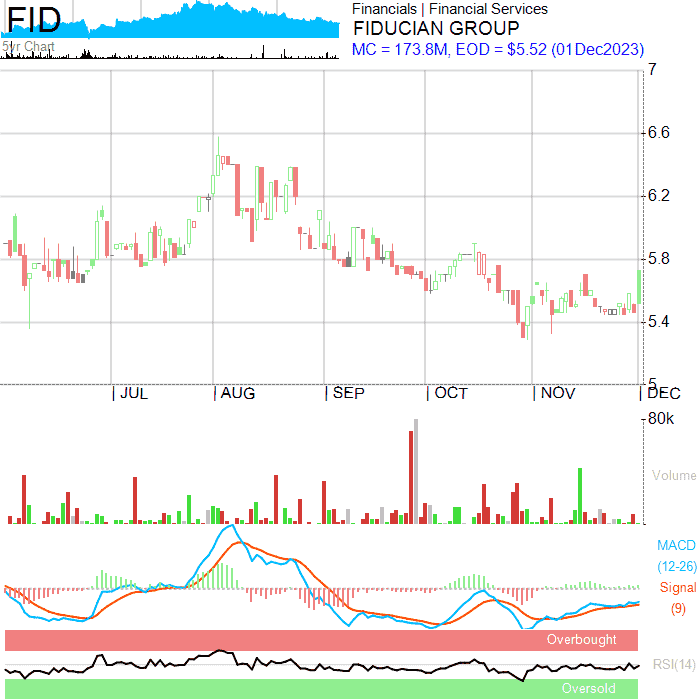 FID
5yr Chart
Financials | Financial Services
FIDUCIAN GROUP
MC = 173.8M, EOD = $5.52 (01Dec2023)
7
6.6
6.2
5.8
5.4
5
| JUL | AUG | SEP | OCT | NOV | DEC
80k
Volume
MACD
(12-26)
Signal
(9)
Overbought
RSI(14)
Oversold